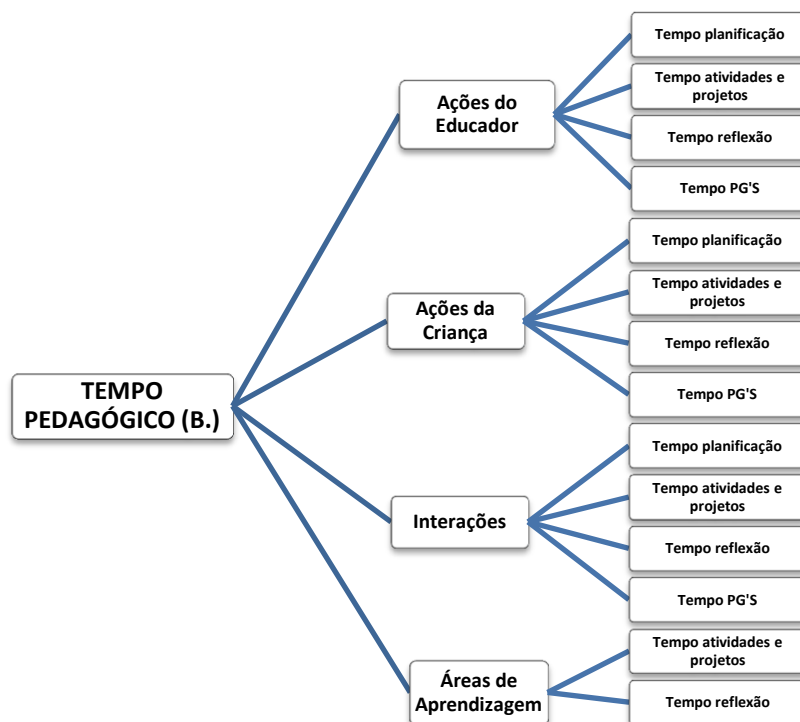 TEMPO
PEDAGÓGICO (B.)
Ações do
Educador
Tempo planificação
Tempo atividades e
projetos
Tempo reflexão
Tempo PG'S
Ações da
Criança
Tempo planificação
Tempo atividades e
projetos
Tempo reflexão
Tempo PG'S
Interações
Tempo planificação
Tempo atividades e
projetos
Tempo reflexão
Tempo PG'S
Áreas de
Aprendizagem
Tempo atividades e
projetos
Tempo reflexão